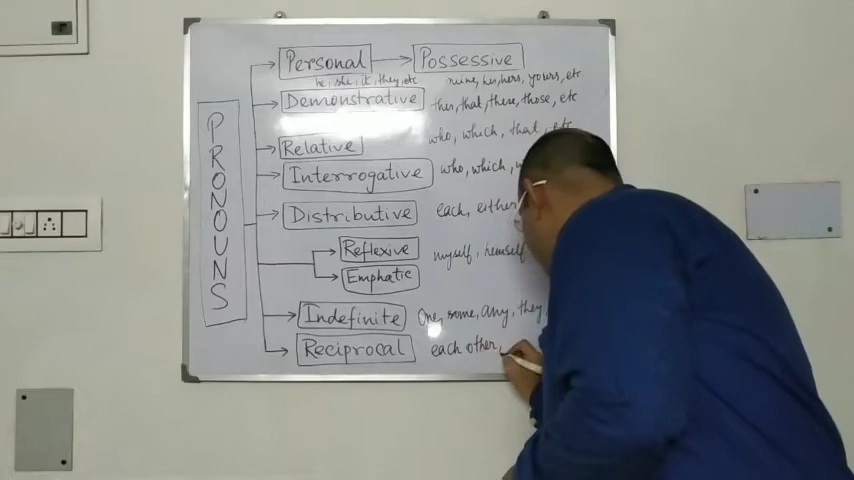 PRONOUNS
Personal Possessive
he, she, it, they, etc mine, her, hers, yours, etc
Demonstrative this, that, these, those, etc
Relative who, which, that, etc
Interrogative who, which,
Distributive each, either
Reflexive
myself, himself
Emphatic
Indefinite One, some, any, they,
Reciprocal each other,